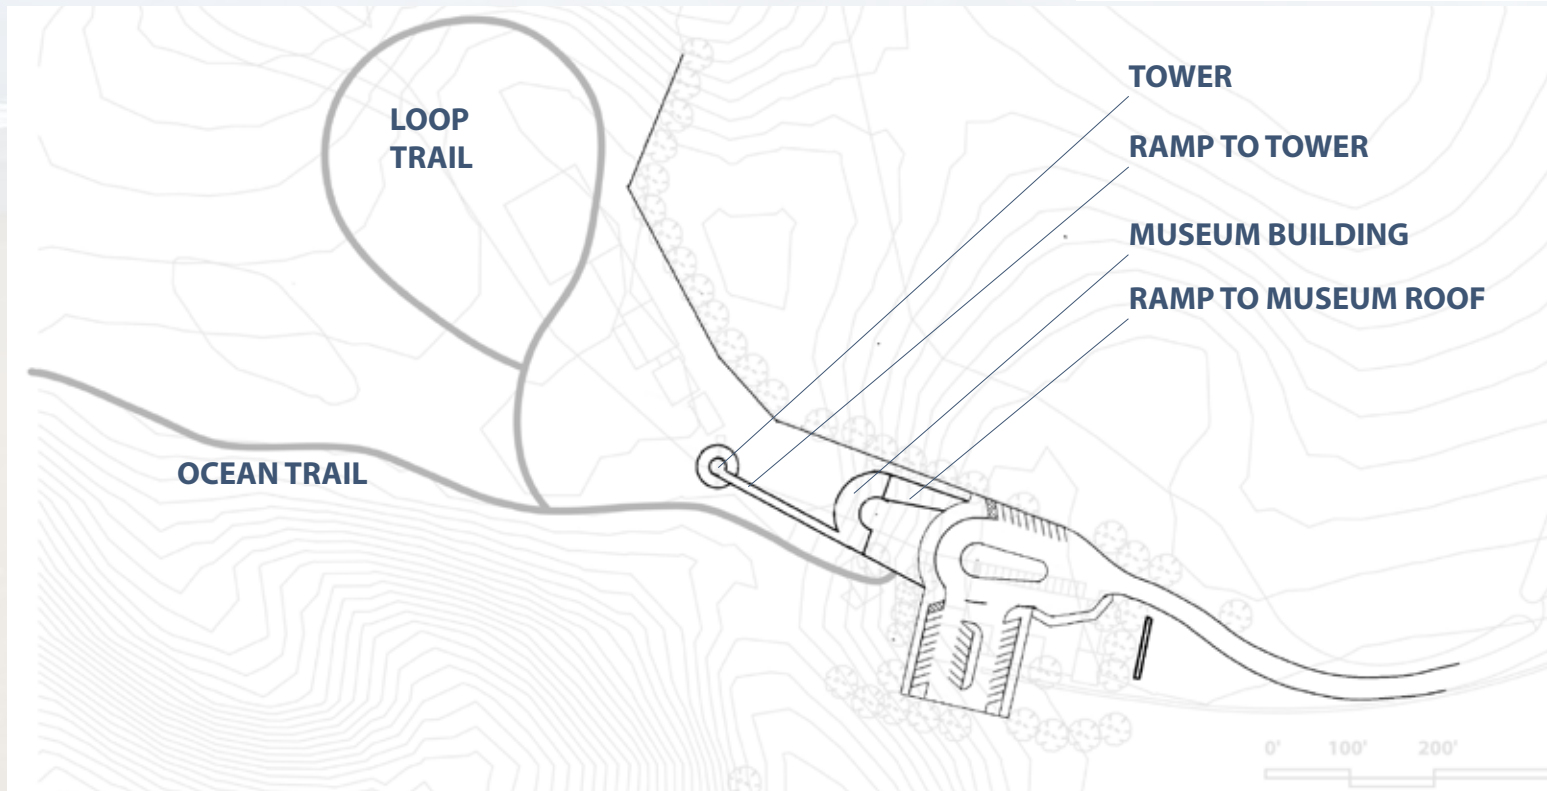 TOWER
LOOP
TRAIL
RAMP TO TOWER
MUSEUM BUILDING
RAMP TO MUSEUM ROOF
OCEAN TRAIL
0' 100' 200'